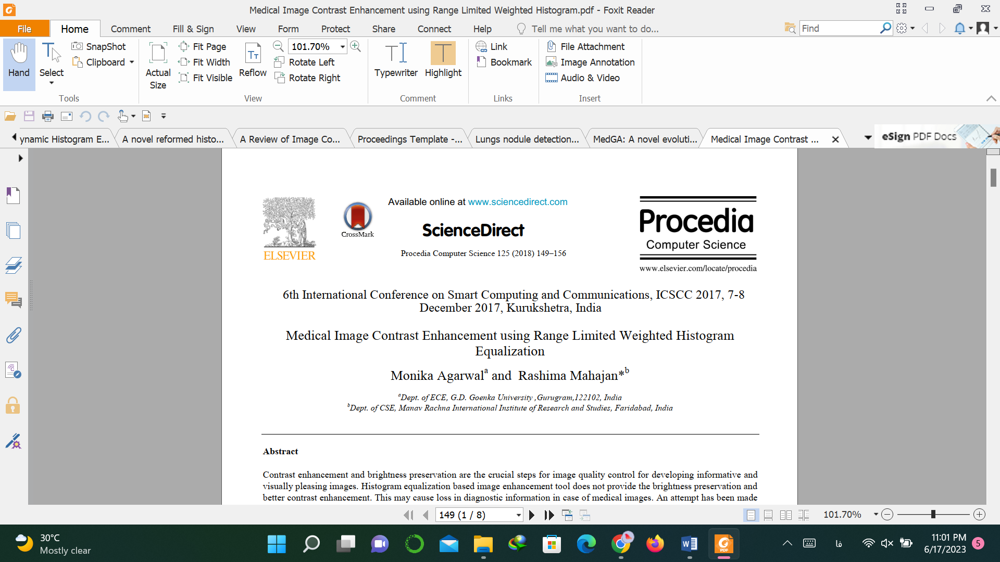 Medical Image Contrast Enhancement using Range Limited Weighted Histogram.pdf - Foxit Reader
File Home Comment Fill & Sign View Form Protect Share Connect Help Tell me what you want to do... Find
Hand
Select
SnapShot
Clipboard
Tools
Actual Size
Fit Page
Fit Width
Fit Visible
Reflow
101.70%
Rotate Left
Rotate Right
View
Typewriter
Highlight
Comment
Link
Bookmark
Links
File Attachment
Image Annotation
Audio & Video
Insert
ynamic Histogram E... A novel reformed histo... A Review of Image Co... Proceedings Template -... Lungs nodule detection... MedGA: A novel evoluti... Medical Image Contrast ... eSign PDF Docs
ELSEVIER
CrossMark
Available online at www.sciencedirect.com
ScienceDirect
Procedia Computer Science 125 (2018) 149–156
Procedia
Computer Science
www.elsevier.com/locate/procedia
6th International Conference on Smart Computing and Communications, ICSCC 2017, 7-8
December 2017, Kurukshetra, India
Medical Image Contrast Enhancement using Range Limited Weighted Histogram
Equalization
Monika Agarwalᵃ and Rashima Mahajan*ᵇ
ᵃDept. of ECE, G.D. Goenka University ,Gurugram,122102, India
ᵇDept. of CSE, Manav Rachna International Institute of Research and Studies, Faridabad, India
Abstract
Contrast enhancement and brightness preservation are the crucial steps for image quality control for developing informative and
visually pleasing images. Histogram equalization based image enhancement tool does not provide the brightness preservation and
better contrast enhancement. This may cause loss in diagnostic information in case of medical images. An attempt has been made
149 (1 / 8)
101.70%
30°C
Mostly clear
PDF
فا
11:01 PM
6/17/2023
5